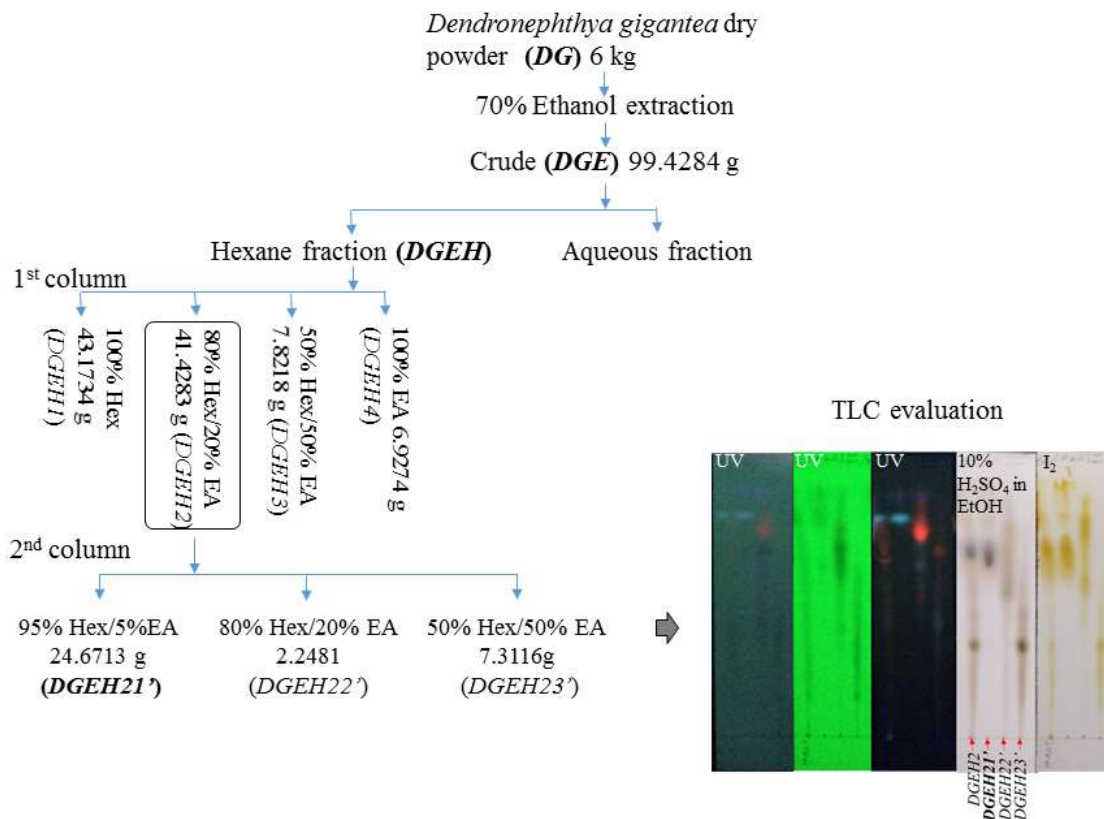 Dendronephthya gigantea dry
powder (DG) 6 kg
70% Ethanol extraction
Crude (DGE) 99.4284 g
Hexane fraction (DGEH)
Aqueous fraction
1st column
100% Hex
43.1734 g
(DGEH1)
80% Hex/20% EA
41.4283 g (DGEH2)
50% Hex/50% EA
7.8218 g (DGEH3)
100% EA 6.9274 g
(DGEH4)
2nd column
95% Hex/5%EA
24.6713 g
(DGEH21’)
80% Hex/20% EA
2.2481
(DGEH22’)
50% Hex/50% EA
7.3116g
(DGEH23’)
TLC evaluation
UV
UV
UV
10%
H2SO4 in
EtOH
I2
DGEH2
DGEH21’
DGEH22’
DGEH23’